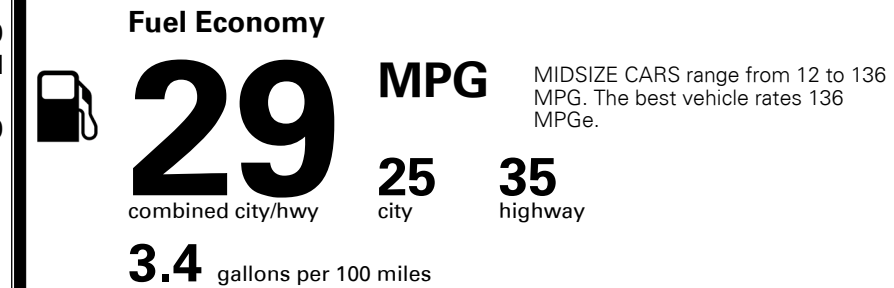 Fuel Economy
29 MPG
MIDSIZE CARS range from 12 to 136
MPG. The best vehicle rates 136
MPGe.
combined city/hwy
25
city
35
highway
3.4 gallons per 100 miles